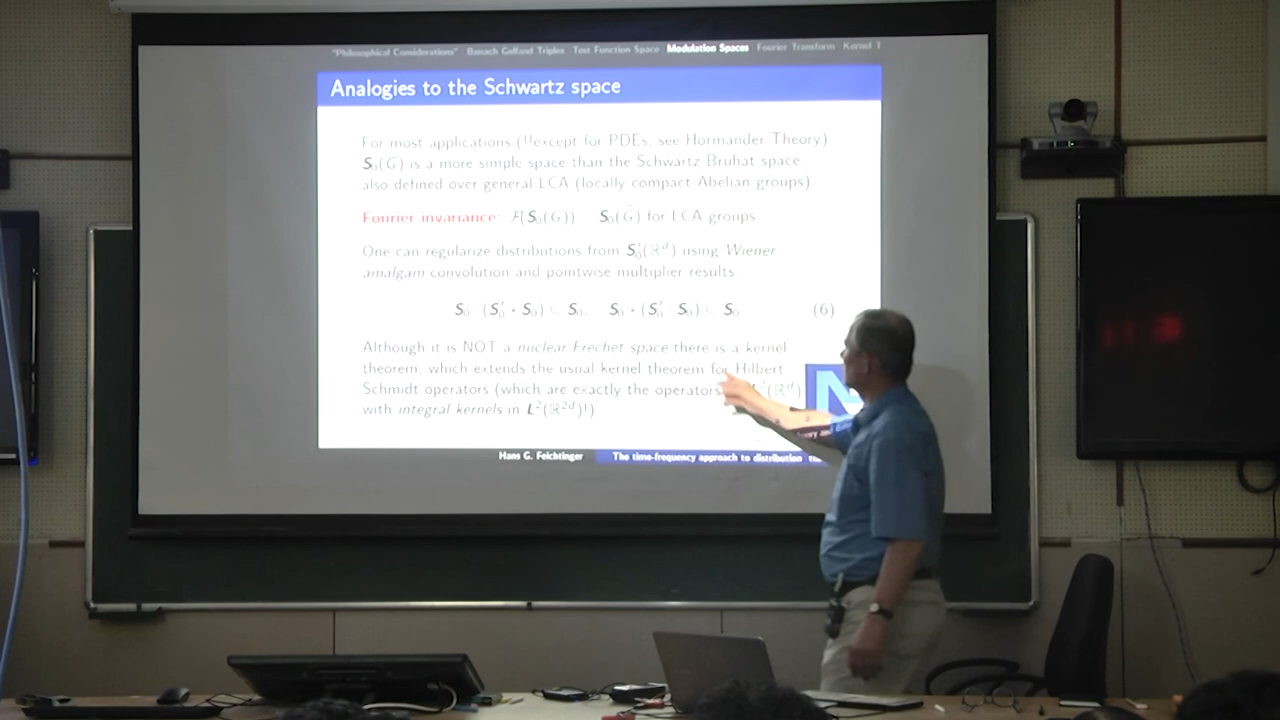 "Philosophical Considerations" Banach Gelfand Triples Test Function Space Modulation Spaces Fourier Transform Kernel T
Analogies to the Schwartz space
For most applications (!!except for PDEs, see Hormander Theory)
S₀(G) is a more simple space than the Schwartz Bruhat space,
also defined over general LCA (locally compact Abelian groups)
Fourier invariance: F(S₀(G)) S₀(Ĝ) for LCA groups
One can regularize distributions from S₀′(ℝᵈ) using Wiener
amalgam convolution and pointwise multiplier results
S₀ (S₀′ * S₀) ⊂ S₀, S₀ * (S₀′ S₀) ⊂ S₀ (6)
Although it is NOT a nuclear Frechet space there is a kernel
theorem, which extends the usual kernel theorem for Hilbert
Schmidt operators (which are exactly the operators L²(ℝᵈ)
with integral kernels in L²(ℝ²ᵈ)!)
Hans G. Feichtinger The time-frequency approach to distribution